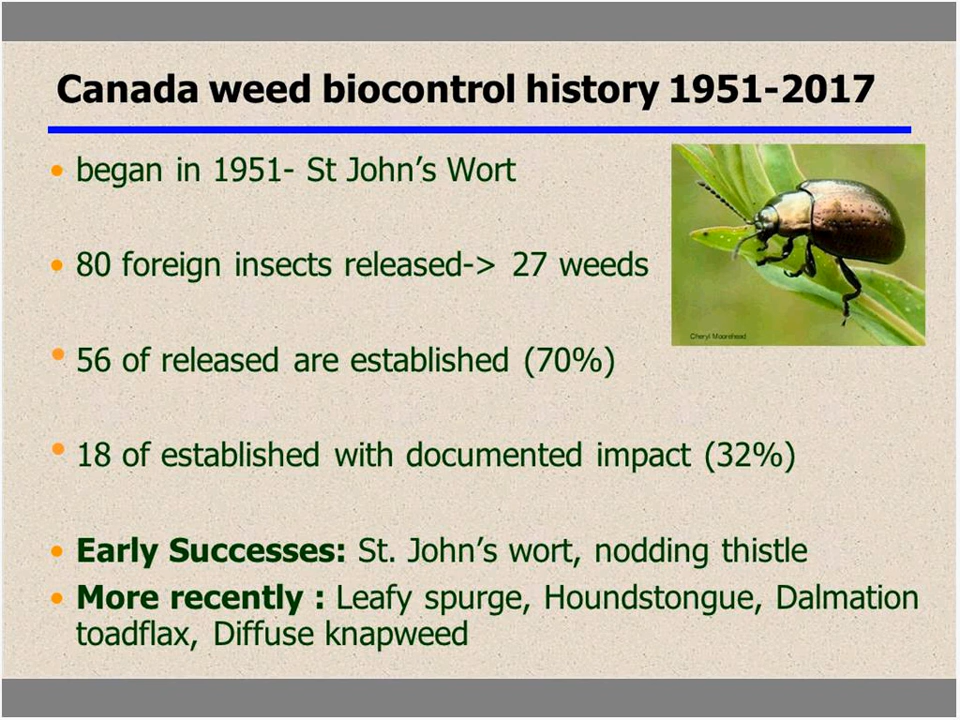 Canada weed biocontrol history 1951-2017
• began in 1951- St John’s Wort
• 80 foreign insects released-> 27 weeds
Cheryl Moorehead
• 56 of released are established (70%)
• 18 of established with documented impact (32%)
• Early Successes: St. John’s wort, nodding thistle
• More recently : Leafy spurge, Houndstongue, Dalmation
toadflax, Diffuse knapweed